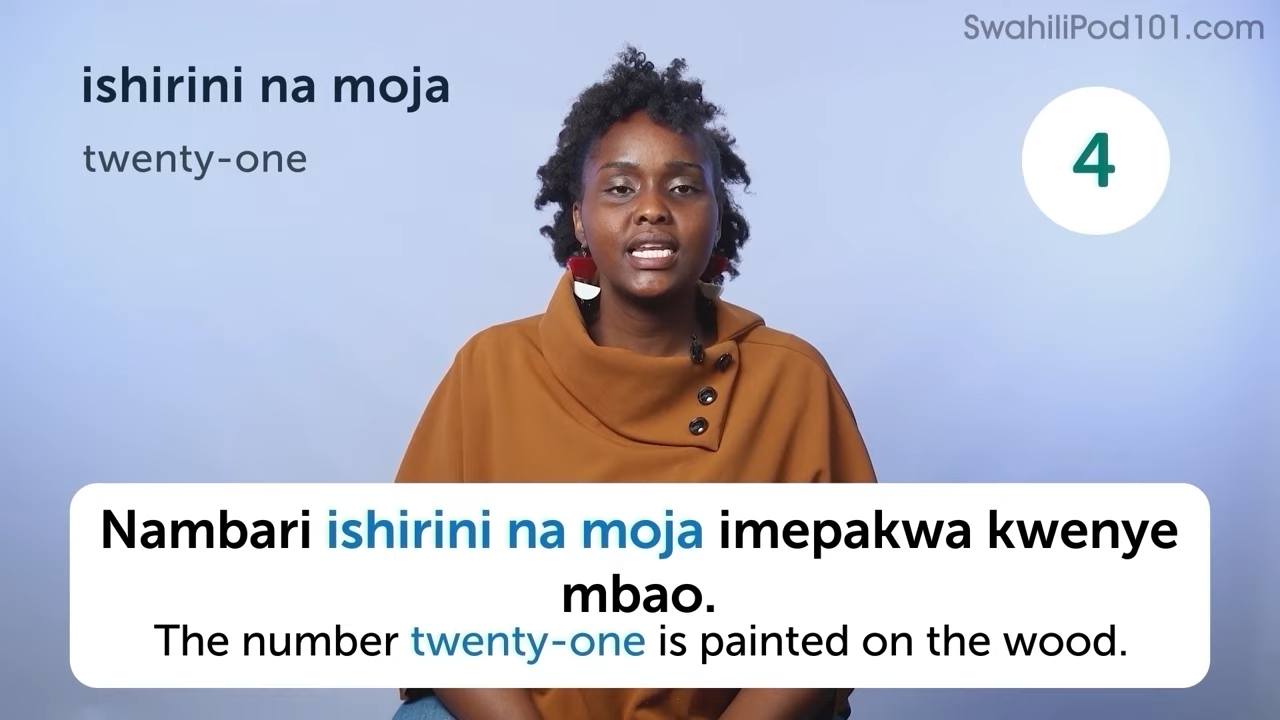 SwahiliPod101.com
ishirini na moja
twenty-one
4
Nambari ishirini na moja imepakwa kwenye
mbao.
The number twenty-one is painted on the wood.